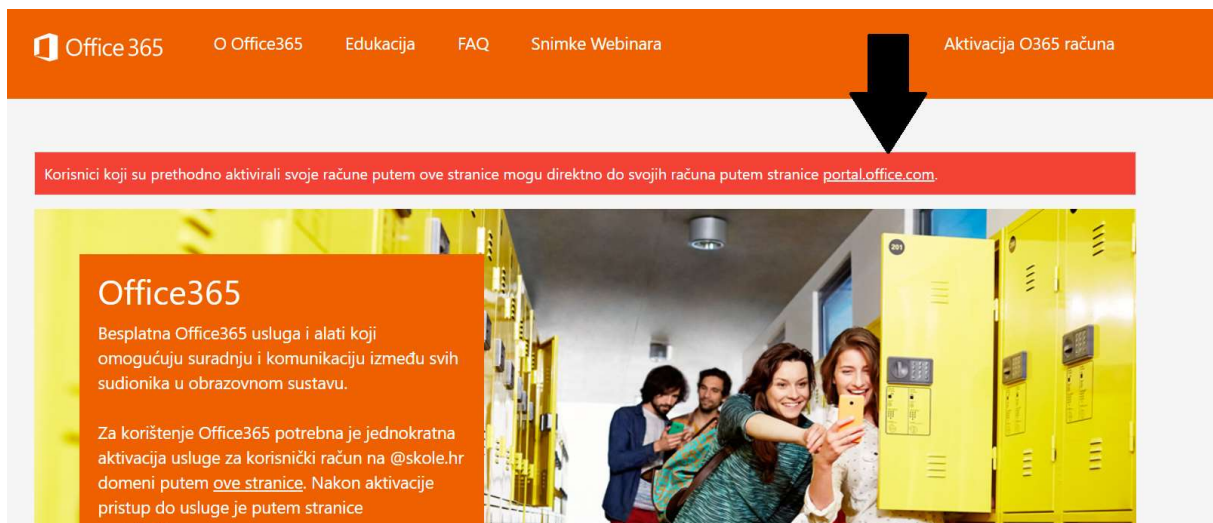 Office 365 O Office365 Edukacija FAQ Snimke Webinara Aktivacija O365 računa
Korisnici koji su prethodno aktivirali svoje račune putem ove stranice mogu direktno do svojih računa putem stranice portal.office.com.
Office365
Besplatna Office365 usluga i alati koji
omogućuju suradnju i komunikaciju između svih
sudionika u obrazovnom sustavu.
Za korištenje Office365 potrebna je jednokratna
aktivacija usluge za korisnički račun na @skole.hr
domeni putem ove stranice. Nakon aktivacije
pristup do usluge je putem stranice
201